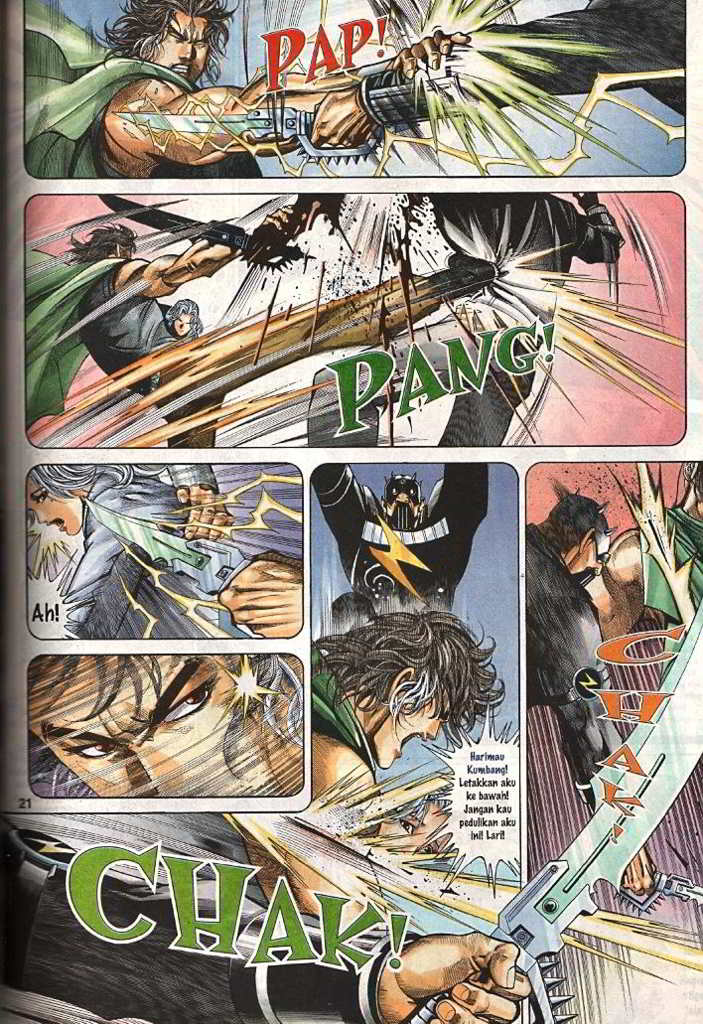 PAP!
PANG!
Ah!
Harimau
Kumbang!
Letakkan aku
ke bawah!
Jangan kau
pedulikan aku
ini! Lari!
CHAK!
21
CHAK!